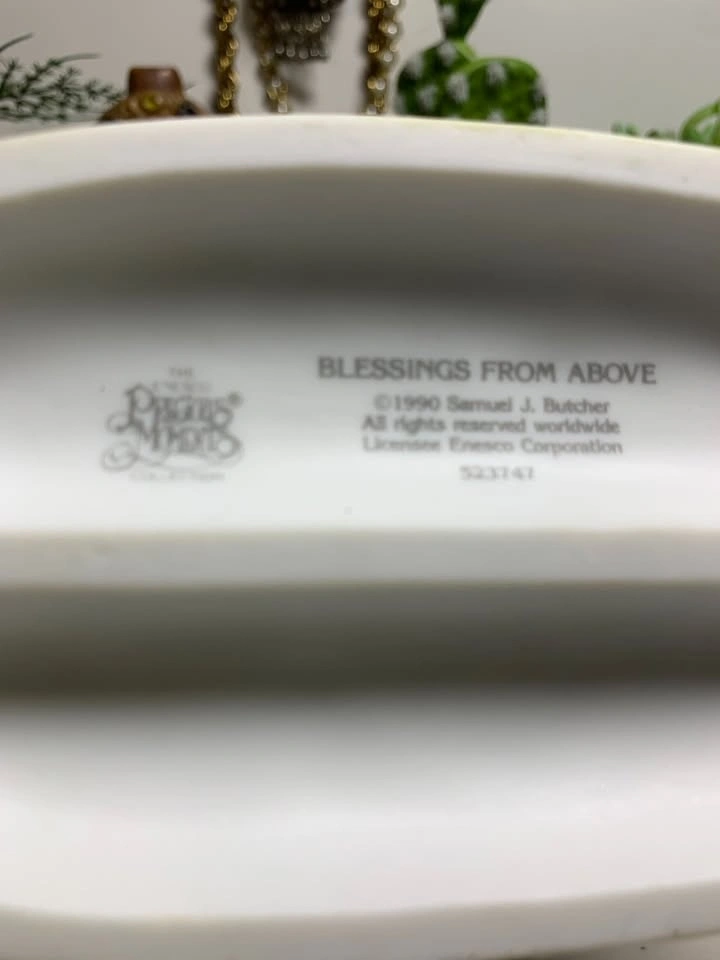 THE
ENESCO
PRECIOUS®
MOMENTS
COLLECTION
BLESSINGS FROM ABOVE
©1990 Samuel J. Butcher
All rights reserved worldwide
Licensee Enesco Corporation
523747